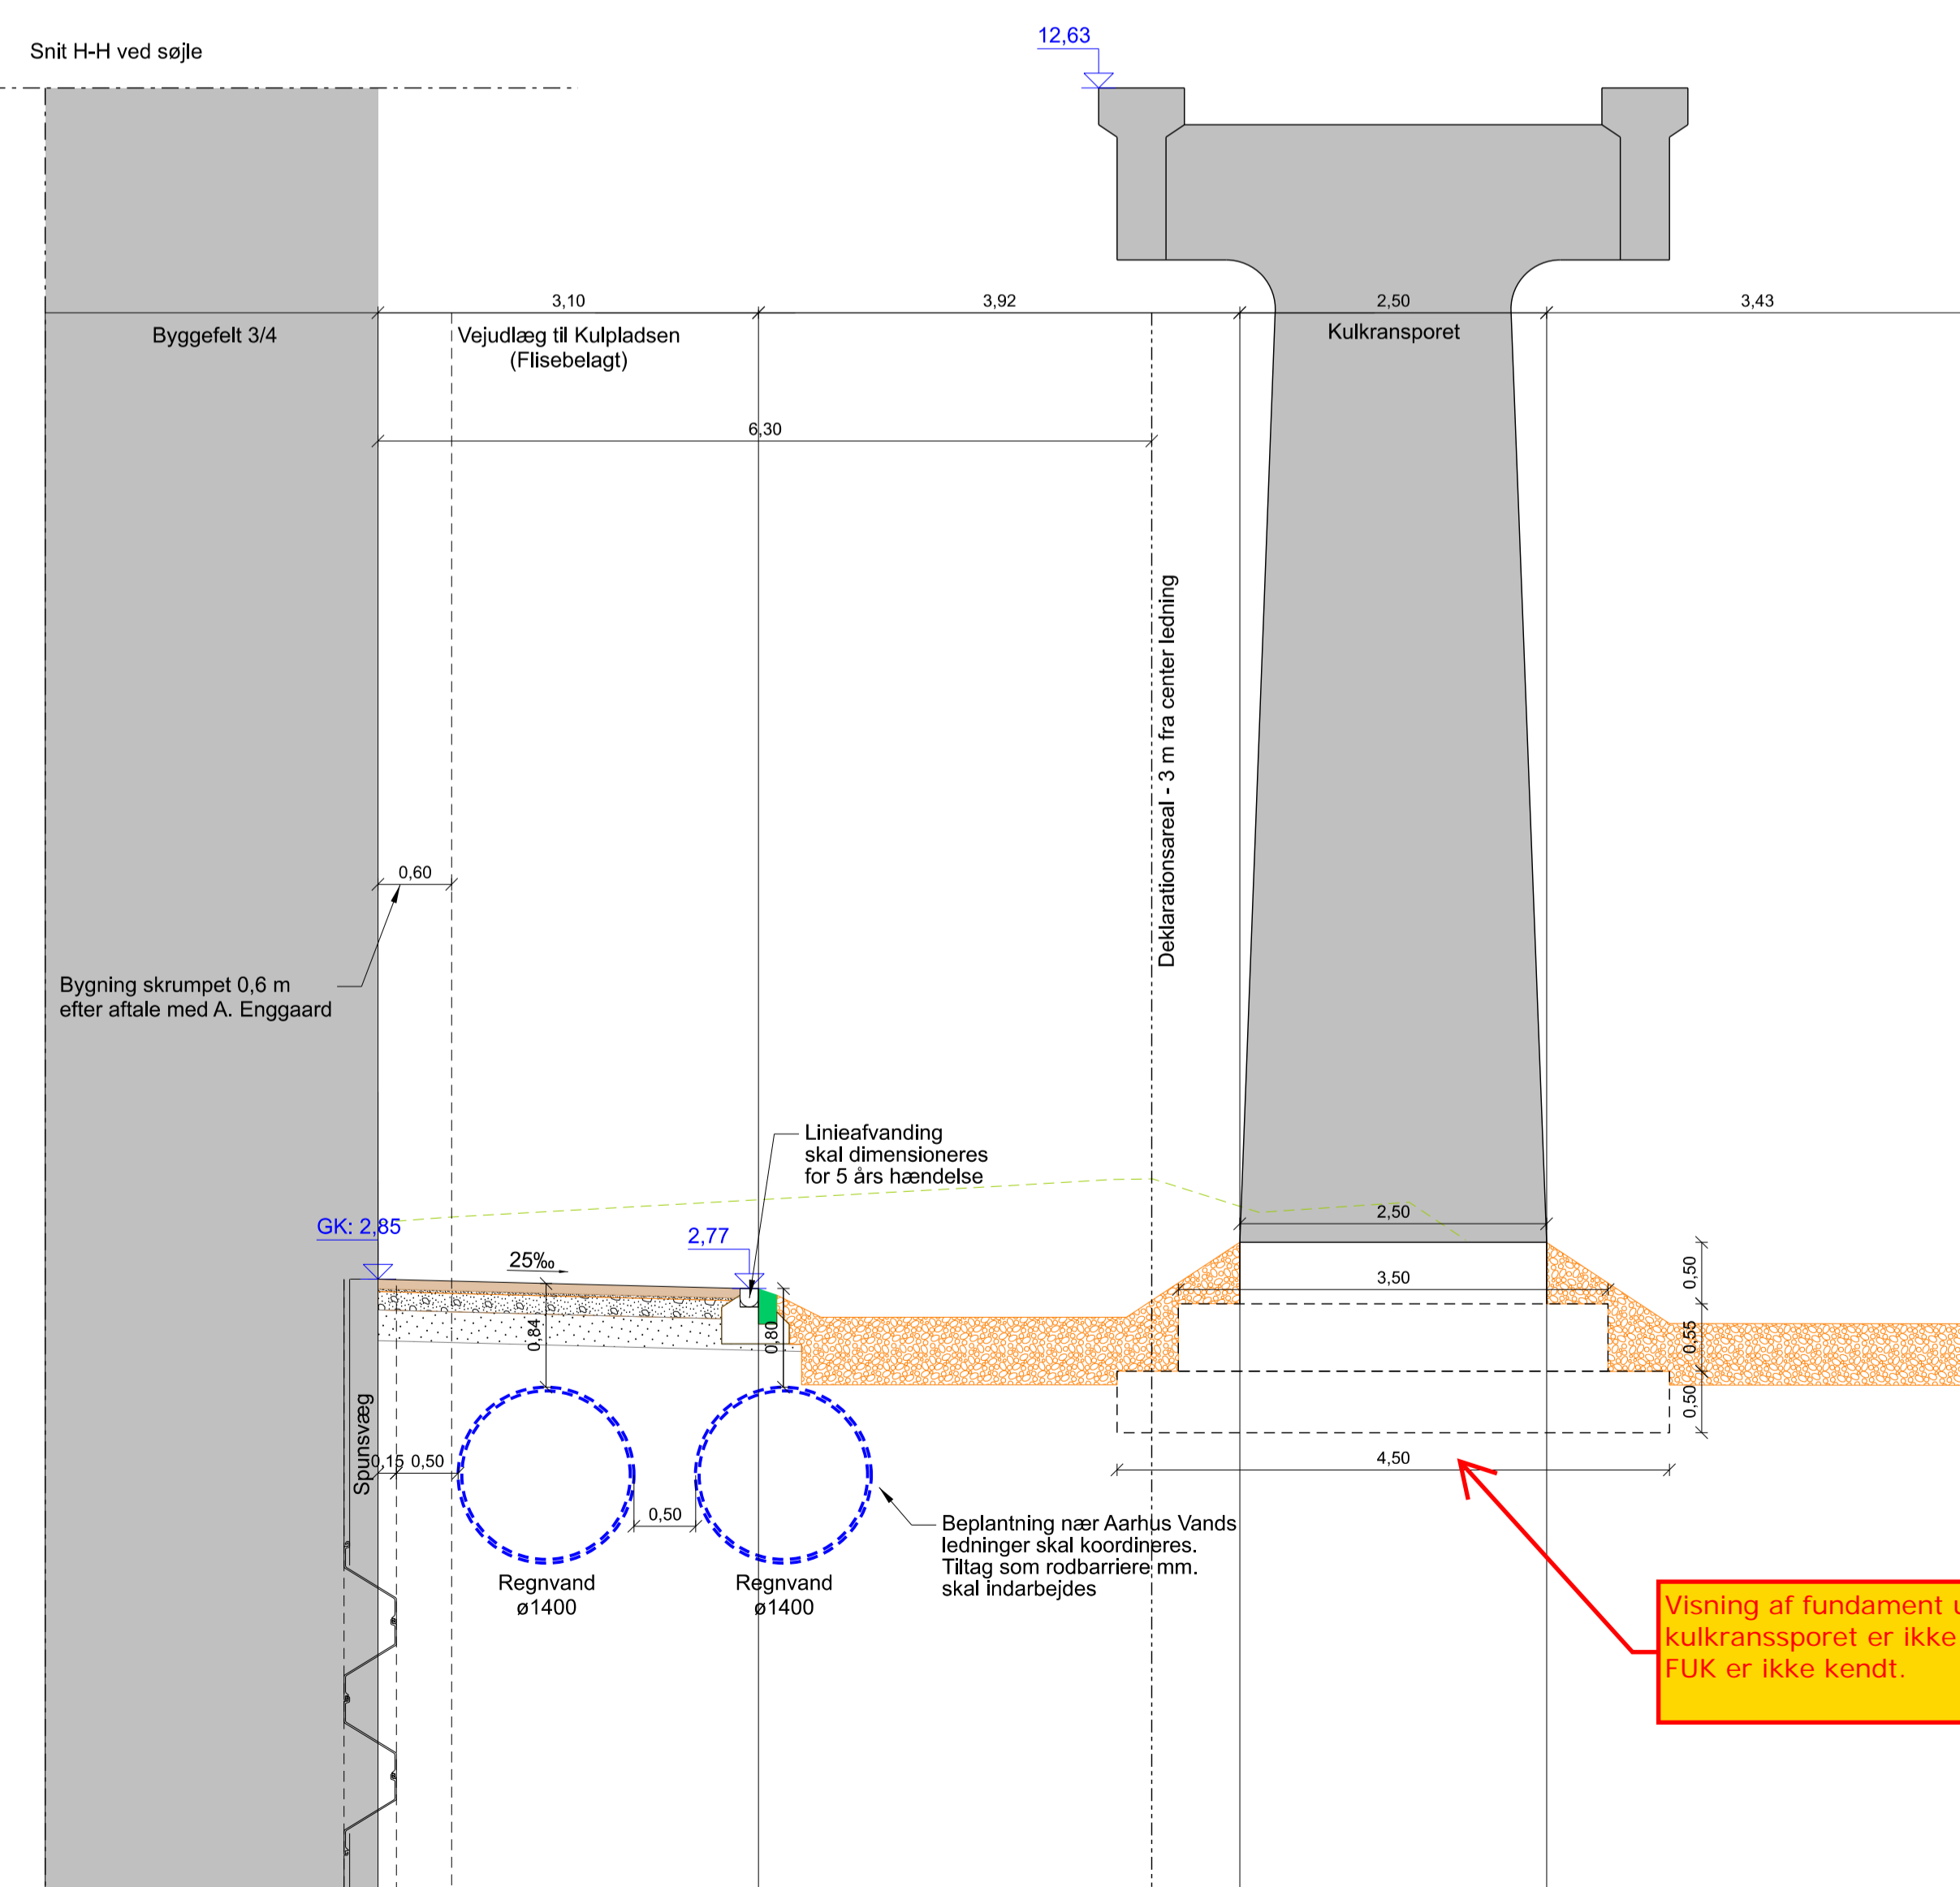 Snit H-H ved søjle
12,63
3,10
3,92
2,50
3,43
Byggefelt 3/4
Vejudlæg til Kulpladsen
(Flisebelagt)
Kulkransporet
6,30
Deklarationsareal - 3 m fra center ledning
0,60
Bygning skrumpet 0,6 m
efter aftale med A. Enggaard
Linieafvanding
skal dimensioneres
for 5 års hændelse
GK: 2,85
2,77
25‰
2,50
3,50
0,50
0,55
0,50
0,84
0,80
Spunsvæg
0,15
0,50
0,50
4,50
Regnvand
ø1400
Regnvand
ø1400
Beplantning nær Aarhus Vands
ledninger skal koordineres.
Tiltag som rodbarriere mm.
skal indarbejdes
Visning af fundament
kulkranssporet er ikke
FUK er ikke kendt.